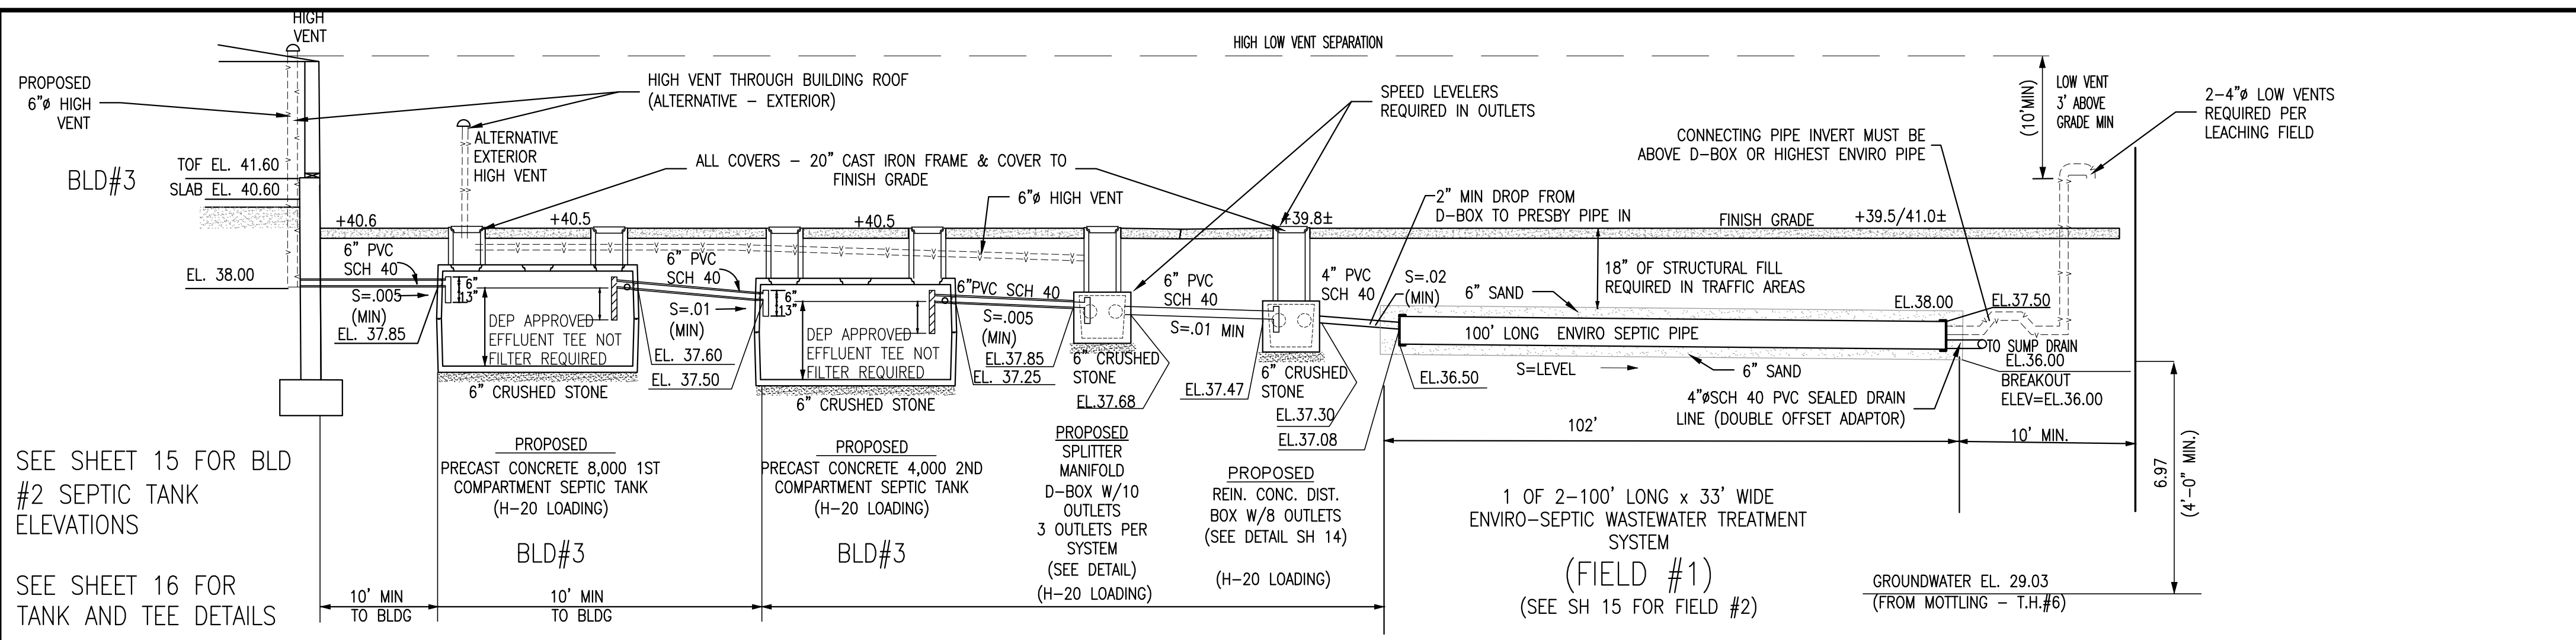 HIGH
VENT
HIGH LOW VENT SEPARATION
PROPOSED
6"ø HIGH
VENT
HIGH VENT THROUGH BUILDING ROOF
(ALTERNATIVE - EXTERIOR)
SPEED LEVELERS
REQUIRED IN OUTLETS
(10'MIN)
LOW VENT
3' ABOVE
GRADE MIN
2-4"ø LOW VENTS
REQUIRED PER
LEACHING FIELD
BLD#3
TOF EL. 41.60
SLAB EL. 40.60
ALTERNATIVE
EXTERIOR
HIGH VENT
ALL COVERS - 20" CAST IRON FRAME & COVER TO
FINISH GRADE
CONNECTING PIPE INVERT MUST BE
ABOVE D-BOX OR HIGHEST ENVIRO PIPE
6"ø HIGH VENT
2" MIN DROP FROM
D-BOX TO PRESBY PIPE IN
+40.6
+40.5
+40.5
+39.8±
FINISH GRADE
+39.5/41.0±
EL. 38.00
6" PVC
SCH 40
S=.005
(MIN)
EL. 37.85
6"
13"
DEP APPROVED
EFFLUENT TEE NOT
FILTER REQUIRED
6" PVC
SCH 40
S=.01
(MIN)
EL. 37.60
EL. 37.50
6"
13"
DEP APPROVED
EFFLUENT TEE NOT
FILTER REQUIRED
6"PVC SCH 40
S=.005
(MIN)
EL.37.85
EL. 37.25
6" PVC
SCH 40
S=.01 MIN
4" PVC
SCH 40
S=.02
(MIN)
18" OF STRUCTURAL FILL
REQUIRED IN TRAFFIC AREAS
6" SAND
EL.38.00
EL.37.50
100' LONG ENVIRO SEPTIC PIPE
TO SUMP DRAIN
EL.36.00
BREAKOUT
ELEV=EL.36.00
6" CRUSHED STONE
6" CRUSHED STONE
6" CRUSHED
STONE
EL.37.68
EL.37.47
6" CRUSHED
STONE
EL.37.30
EL.37.08
EL.36.50
S=LEVEL
6" SAND
4"øSCH 40 PVC SEALED DRAIN
LINE (DOUBLE OFFSET ADAPTOR)
102'
10' MIN.
6.97
(4'-0" MIN.)
SEE SHEET 15 FOR BLD
#2 SEPTIC TANK
ELEVATIONS
SEE SHEET 16 FOR
TANK AND TEE DETAILS
PROPOSED
PRECAST CONCRETE 8,000 1ST
COMPARTMENT SEPTIC TANK
(H-20 LOADING)
BLD#3
PROPOSED
PRECAST CONCRETE 4,000 2ND
COMPARTMENT SEPTIC TANK
(H-20 LOADING)
BLD#3
PROPOSED
SPLITTER
MANIFOLD
D-BOX W/10
OUTLETS
3 OUTLETS PER
SYSTEM
(SEE DETAIL)
(H-20 LOADING)
PROPOSED
REIN. CONC. DIST.
BOX W/8 OUTLETS
(SEE DETAIL SH 14)
(H-20 LOADING)
1 OF 2-100' LONG x 33' WIDE
ENVIRO-SEPTIC WASTEWATER TREATMENT
SYSTEM
(FIELD #1)
(SEE SH 15 FOR FIELD #2)
GROUNDWATER EL. 29.03
(FROM MOTTLING - T.H.#6)
10' MIN
TO BLDG
10' MIN
TO BLDG